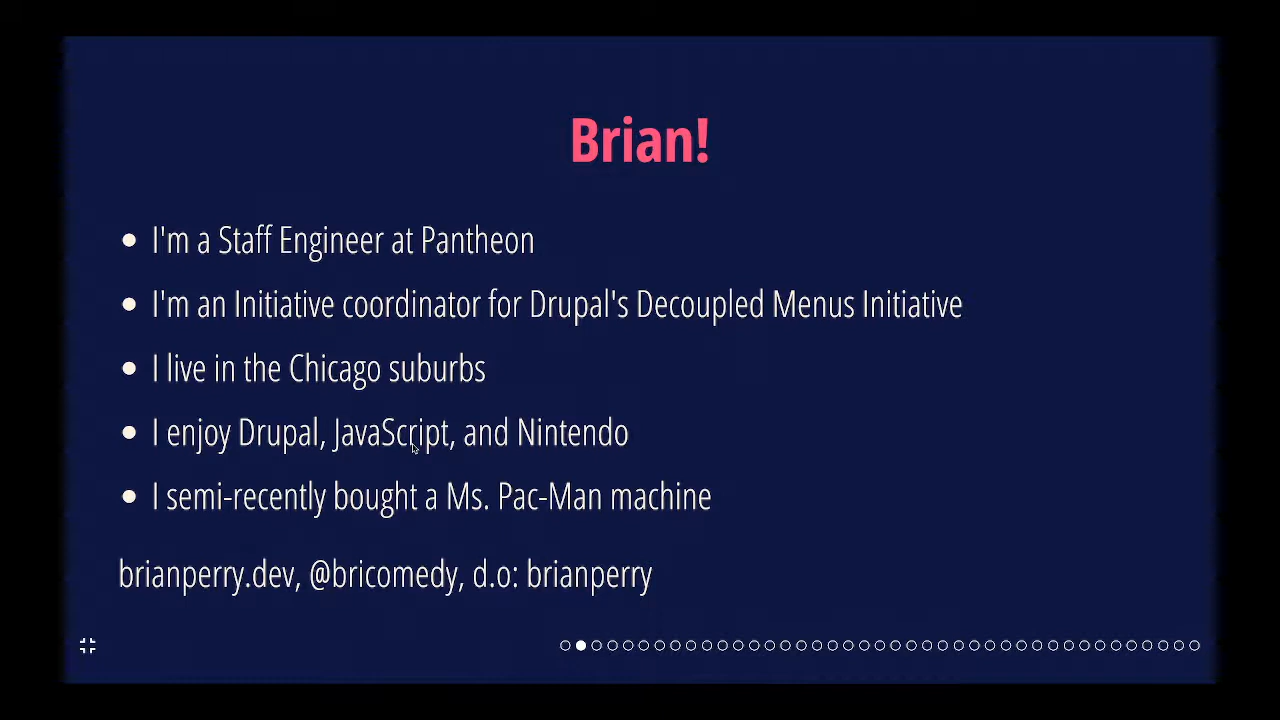 Brian!
I'm a Staff Engineer at Pantheon
I'm an Initiative coordinator for Drupal's Decoupled Menus Initiative
I live in the Chicago suburbs
I enjoy Drupal, JavaScript, and Nintendo
I semi-recently bought a Ms. Pac-Man machine
brianperry.dev, @bricomedy, d.o: brianperry